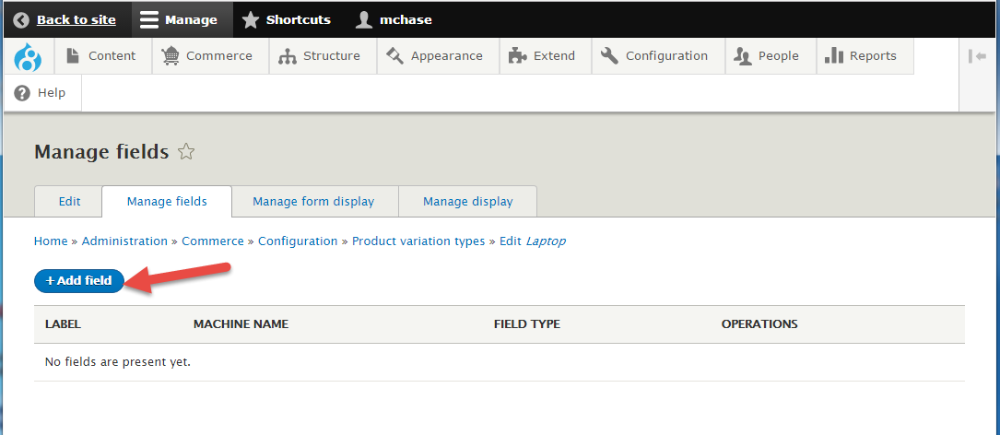 Back to site Manage Shortcuts mchase
Content Commerce Structure Appearance Extend Configuration People Reports
Help
Manage fields
Edit Manage fields Manage form display Manage display
Home » Administration » Commerce » Configuration » Product variation types » Edit Laptop
+ Add field
LABEL MACHINE NAME FIELD TYPE OPERATIONS
No fields are present yet.